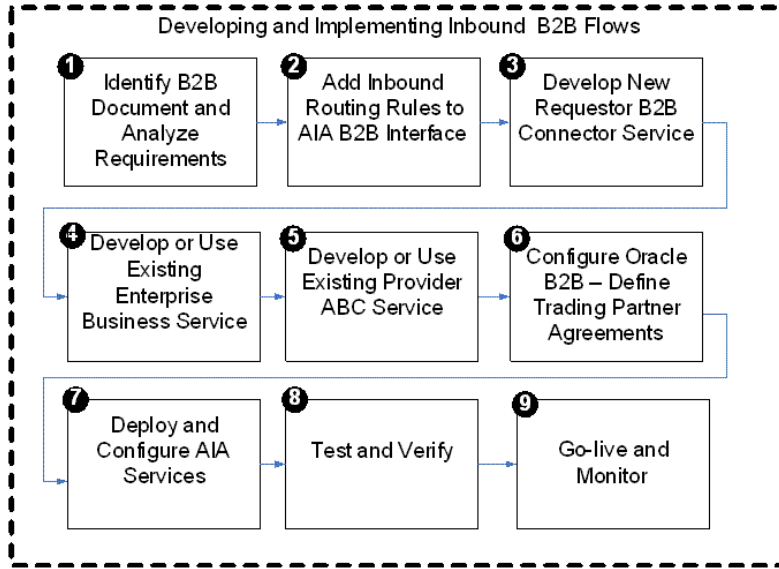 Developing and Implementing Inbound B2B Flows
1
Identify B2B
Document and
Analyze
Requirements
2
Add Inbound
Routing Rules to
AIA B2B Interface
3
Develop New
Requestor B2B
Connector Service
4
Develop or Use
Existing
Enterprise
Business Service
5
Develop or Use
Existing Provider
ABC Service
6
Configure Oracle
B2B – Define
Trading Partner
Agreements
7
Deploy and
Configure AIA
Services
8
Test and Verify
9
Go-live and
Monitor